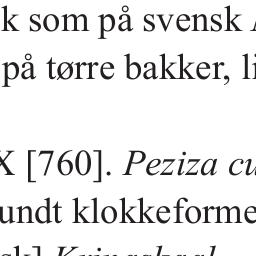 k som på svensk
på tørre bakker, li
X [760]. Peziza cu
undt klokkeforme